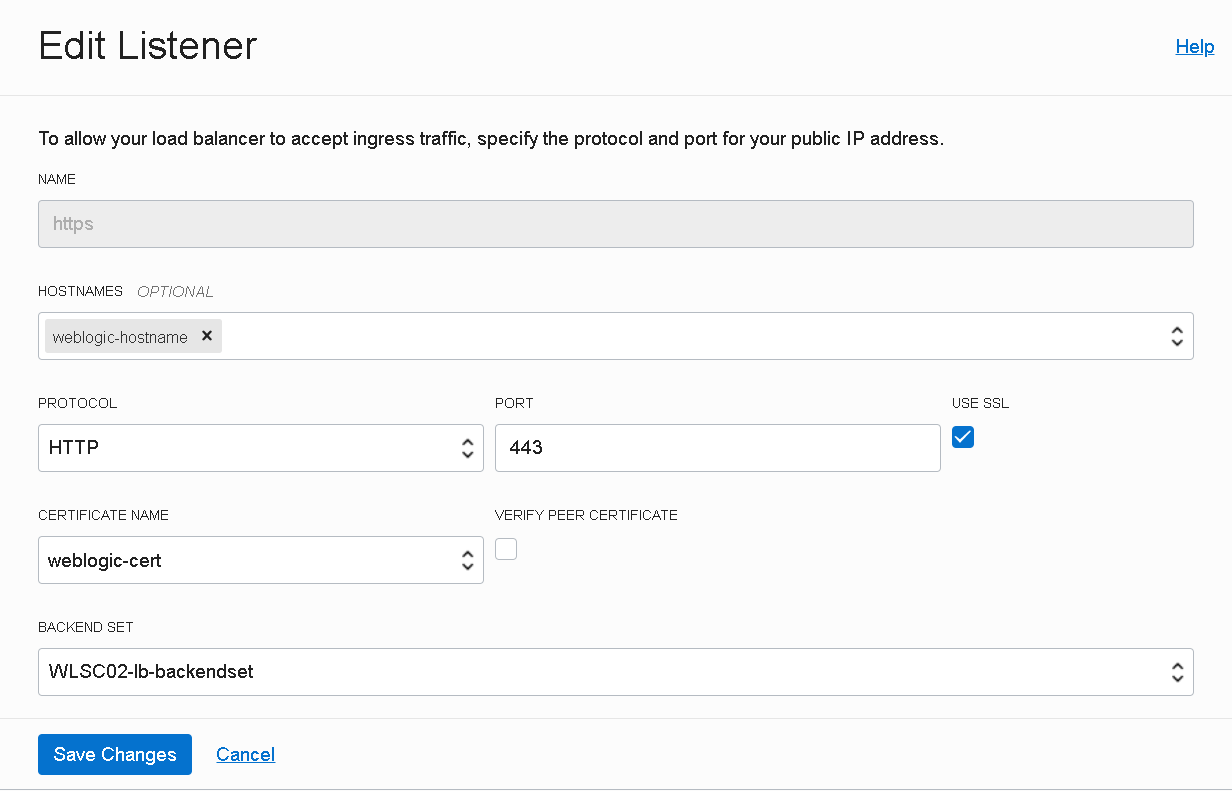 Edit Listener
Help
To allow your load balancer to accept ingress traffic, specify the protocol and port for your public IP address.
NAME
https
HOSTNAMES OPTIONAL
weblogic-hostname ×
PROTOCOL PORT USE SSL
HTTP 443
CERTIFICATE NAME VERIFY PEER CERTIFICATE
weblogic-cert
BACKEND SET
WLSC02-lb-backendset
Save Changes Cancel